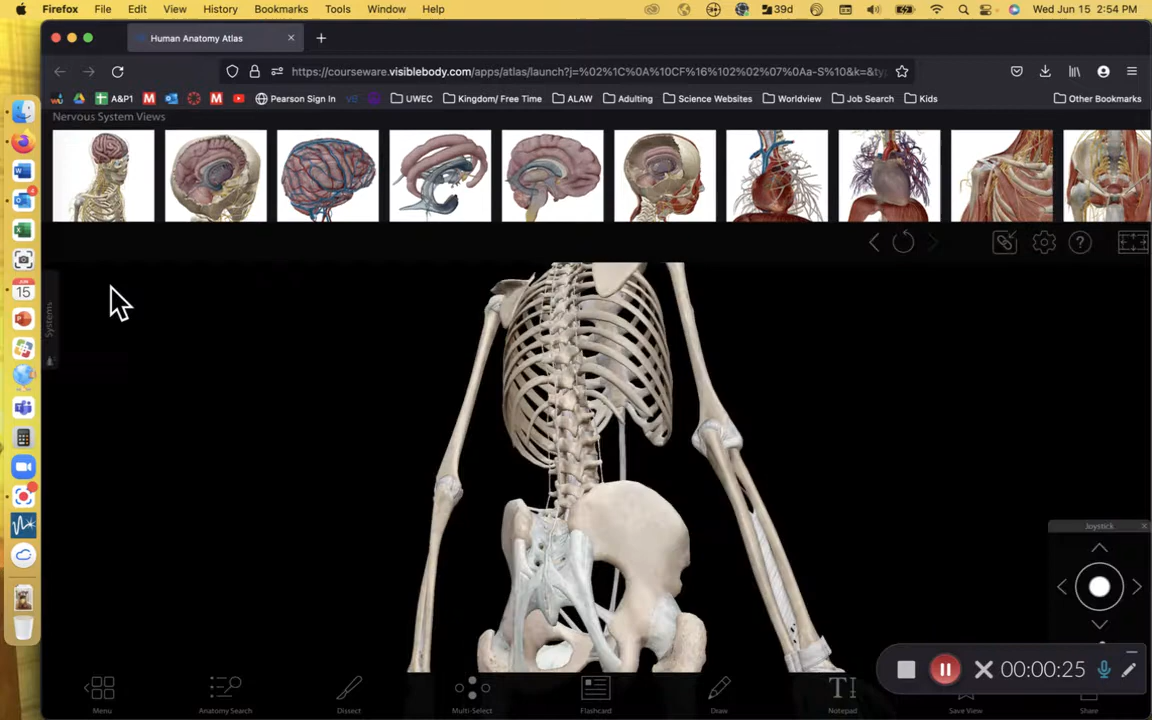 Firefox File Edit View History Bookmarks Tools Window Help 39d Wed Jun 15 2:54 PM
Human Anatomy Atlas
https://courseware.visiblebody.com/apps/atlas/launch?j=%02%1C%0A%10CF%16%102%02%07%0Aa-S%10&k=&ty
A&P1 Pearson Sign In UWEC Kingdom/ Free Time ALAW Adulting Science Websites Worldview Job Search Kids Other Bookmarks
Nervous System Views
Systems
JUN
15
Joystick
00:00:25
Menu Anatomy Search Dissect Multi-Select Flashcard Draw Notepad Save View Share